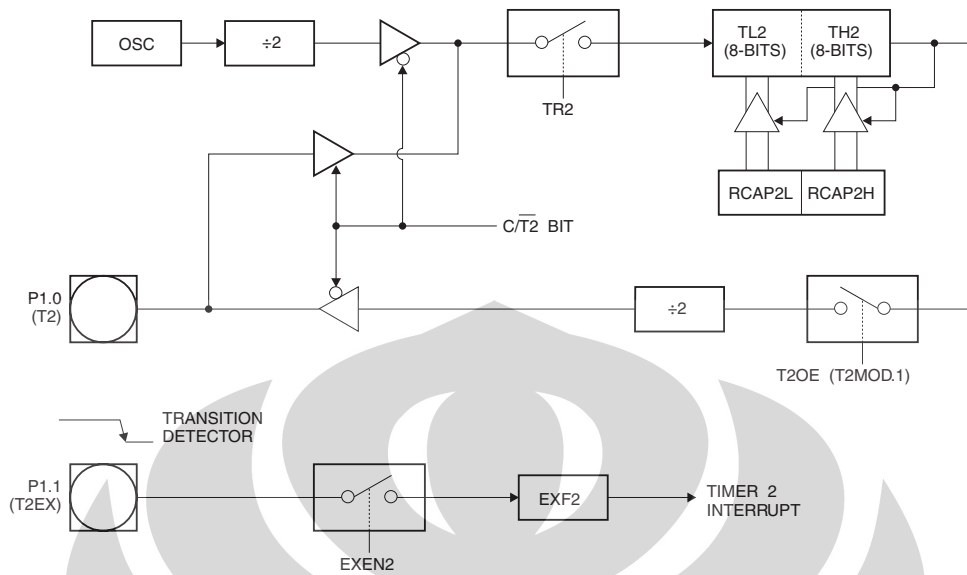 OSC
÷2
TR2
TL2
(8-BITS)
TH2
(8-BITS)
RCAP2L
RCAP2H
C/T2 BIT
P1.0
(T2)
÷2
T2OE (T2MOD.1)
TRANSITION
DETECTOR
P1.1
(T2EX)
EXEN2
EXF2
TIMER 2
INTERRUPT